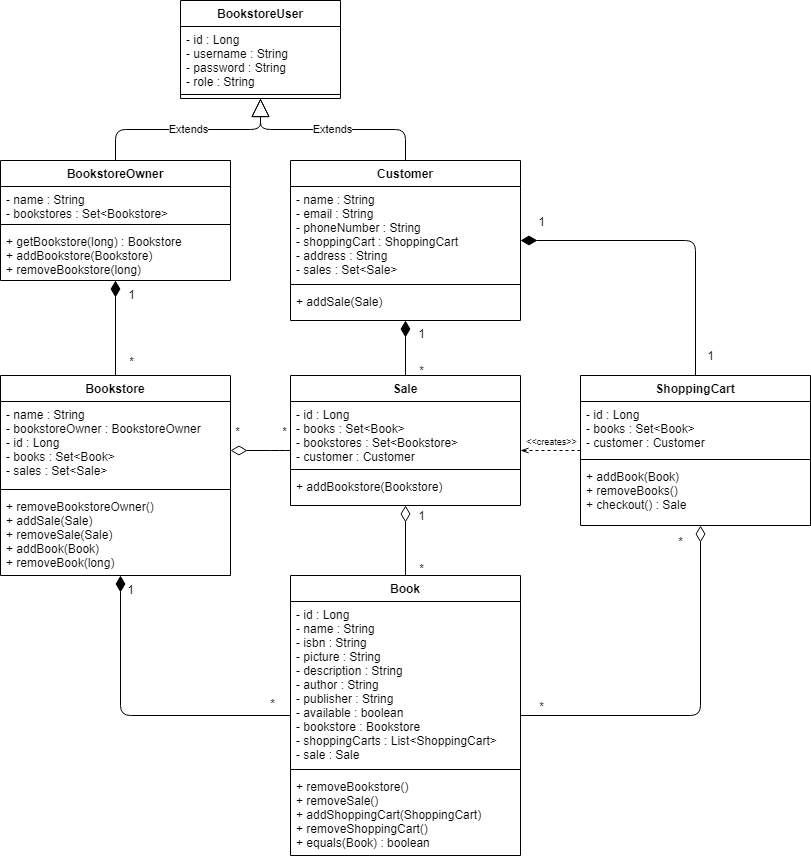 BookstoreUser
- id : Long
- username : String
- password : String
- role : String
Extends
Extends
BookstoreOwner
- name : String
- bookstores : Set<Bookstore>
+ getBookstore(long) : Bookstore
+ addBookstore(Bookstore)
+ removeBookstore(long)
Customer
- name : String
- email : String
- phoneNumber : String
- shoppingCart : ShoppingCart
- address : String
- sales : Set<Sale>
+ addSale(Sale)
1
1
1
*
1
*
1
Bookstore
- name : String
- bookstoreOwner : BookstoreOwner
- id : Long
- books : Set<Book>
- sales : Set<Sale>
+ removeBookstoreOwner()
+ addSale(Sale)
+ removeSale(Sale)
+ addBook(Book)
+ removeBook(long)
*
*
Sale
- id : Long
- books : Set<Book>
- bookstores : Set<Bookstore>
- customer : Customer
+ addBookstore(Bookstore)
<<creates>>
ShoppingCart
- id : Long
- books : Set<Book>
- customer : Customer
+ addBook(Book)
+ removeBooks()
+ checkout() : Sale
1
*
*
1
*
*
Book
- id : Long
- name : String
- isbn : String
- picture : String
- description : String
- author : String
- publisher : String
- available : boolean
- bookstore : Bookstore
- shoppingCarts : List<ShoppingCart>
- sale : Sale
+ removeBookstore()
+ removeSale()
+ addShoppingCart(ShoppingCart)
+ removeShoppingCart()
+ equals(Book) : boolean